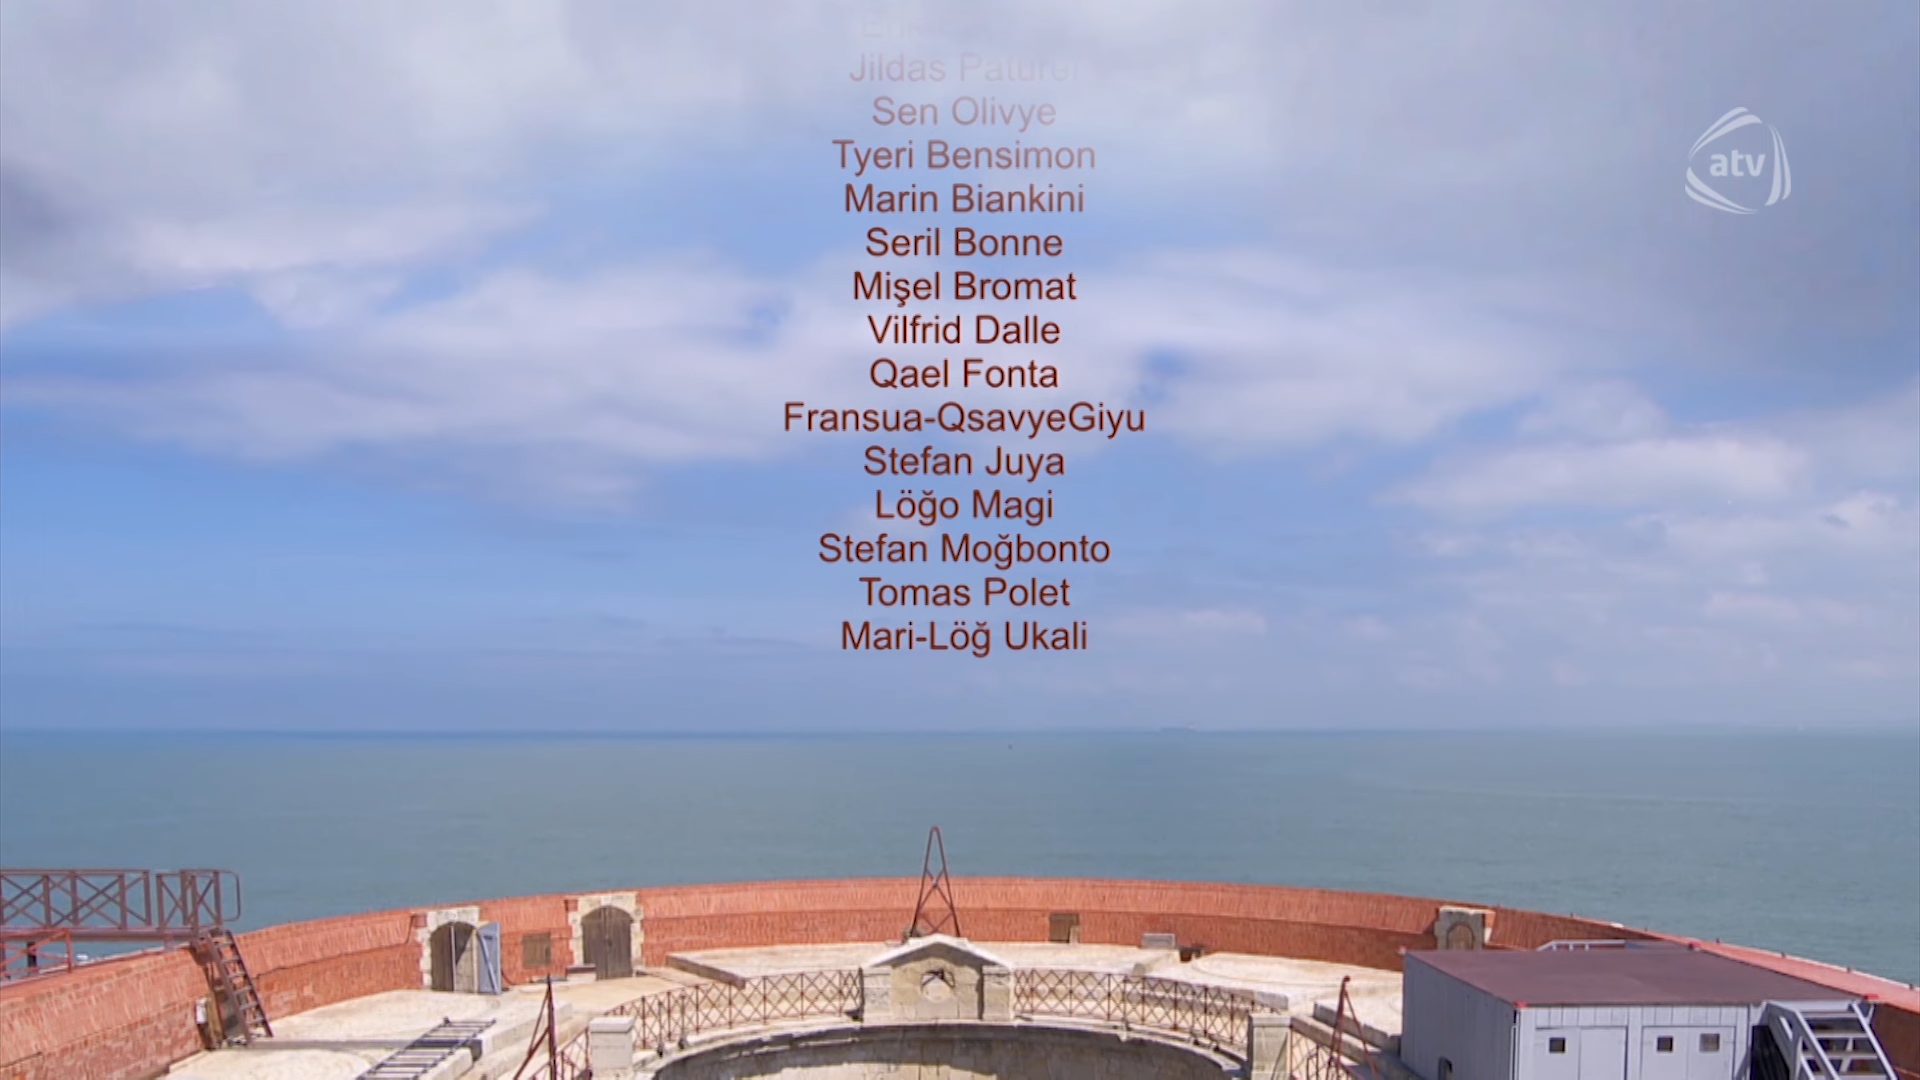 Jildas
Sen Olivye
Tyeri Bensimon
Marin Biankini
Seril Bonne
Mişel Bromat
Vilfrid Dalle
Qael Fonta
Fransua-QsavyeGiyu
Stefan Juya
Löğo Magi
Stefan Moğbonto
Tomas Polet
Mari-Löğ Ukali
atv